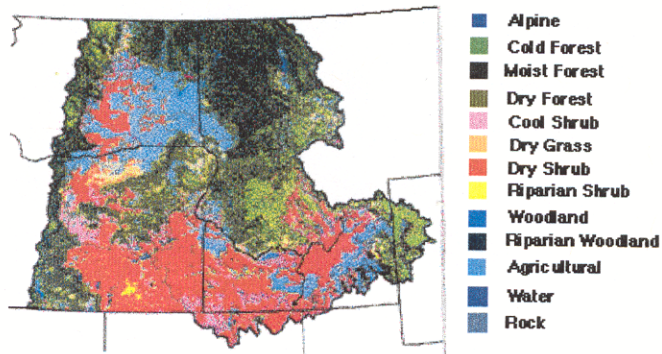 Alpine
Cold Forest
Moist Forest
Dry Forest
Cool Shrub
Dry Grass
Dry Shrub
Riparian Shrub
Woodland
Riparian Woodland
Agricultural
Water
Rock